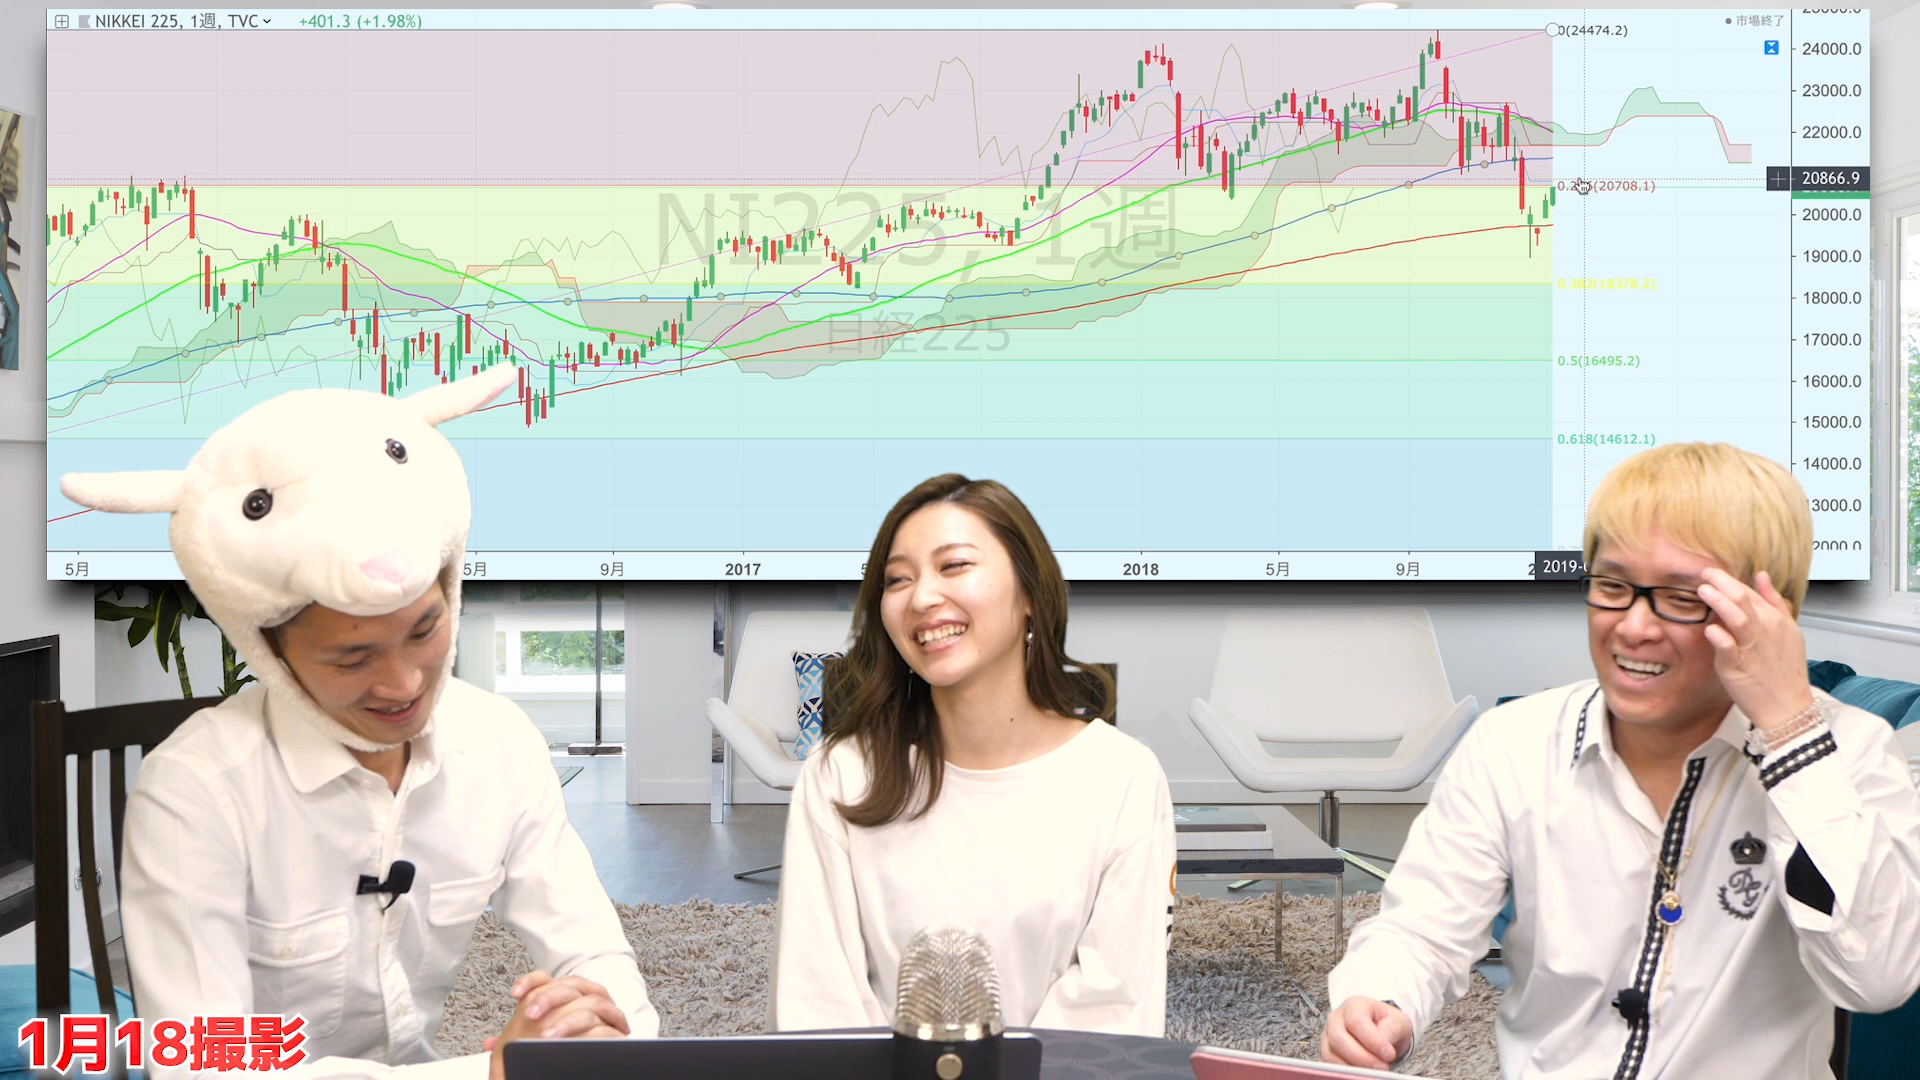 NIKKEI 225, 1週, TVC +401.3 (+1.98%)
市場終了
0(24474.2)
24000.0
23000.0
22000.0
20866.9
20000.0
19000.0
18000.0
17000.0
16000.0
15000.0
14000.0
13000.0
NI225, 1週
日経225
(20708.1)
0.382(18378.2)
0.5(16495.2)
0.618(14612.1)
5月
5月
9月
2017
2018
5月
9月
2019-
1月18撮影